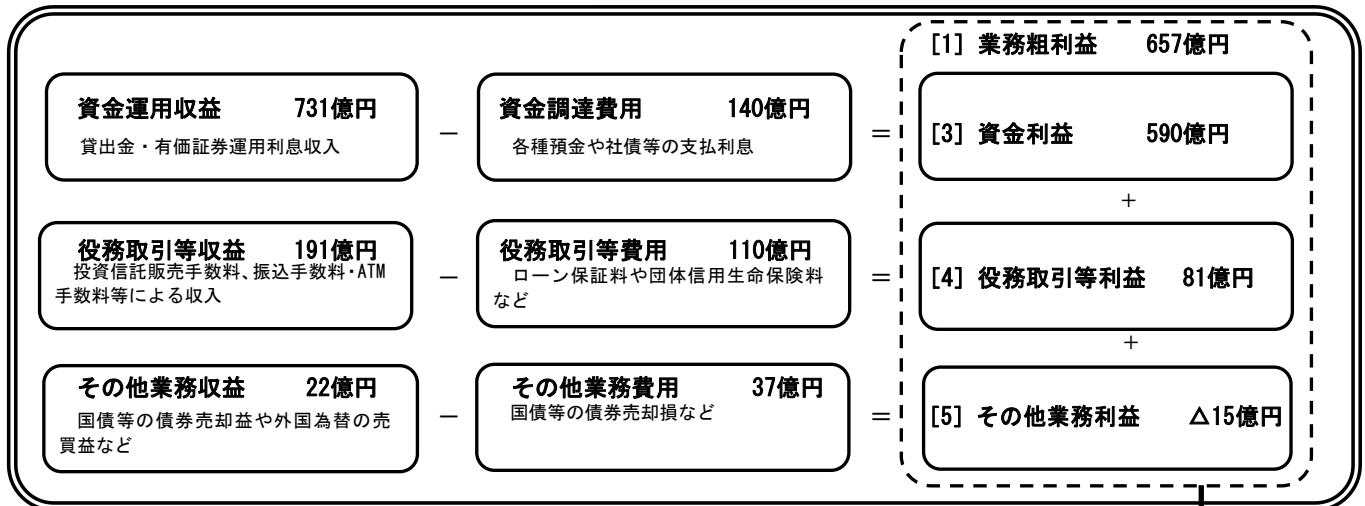 [1] 業務粗利益 657億円
資金運用収益 731億円
貸出金・有価証券運用利息収入
－
資金調達費用 140億円
各種預金や社債等の支払利息
＝
[3] 資金利益 590億円
＋
役務取引等収益 191億円
投資信託販売手数料、振込手数料・ATM
手数料等による収入
－
役務取引等費用 110億円
ローン保証料や団体信用生命保険料
など
＝
[4] 役務取引等利益 81億円
＋
その他業務収益 22億円
国債等の債券売却益や外国為替の売
買益など
－
その他業務費用 37億円
国債等の債券売却損など
＝
[5] その他業務利益 △15億円